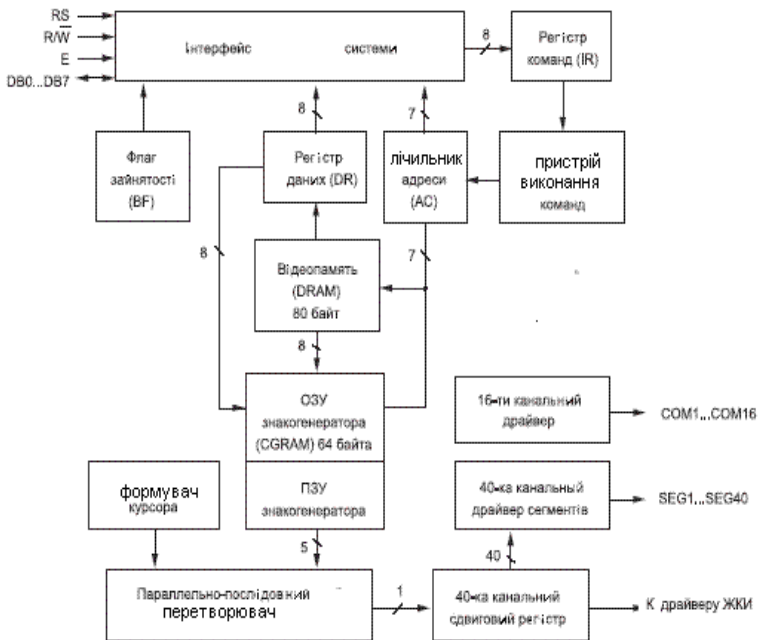 RS
R/W̅
E
DB0...DB7
Інтерфейс системи
8
Регістр
команд (IR)
8
7
Флаг
зайнятості
(BF)
Регістр
даних (DR)
лічильник
адреси
(AC)
пристрій
виконання
команд
8
7
Відеопамять
(DRAM)
80 байт
8
ОЗУ
знакогенератора
(CGRAM) 64 байта
16-ти канальний
драйвер
COM1...COM16
формувач
курсора
ПЗУ
знакогенератора
40-ка канальный
драйвер сегментів
SEG1...SEG40
5
40
Параллельно-послідовний
перетворювач
1
40-ка канальний
сдвиговый регістр
К драйверу ЖКИ